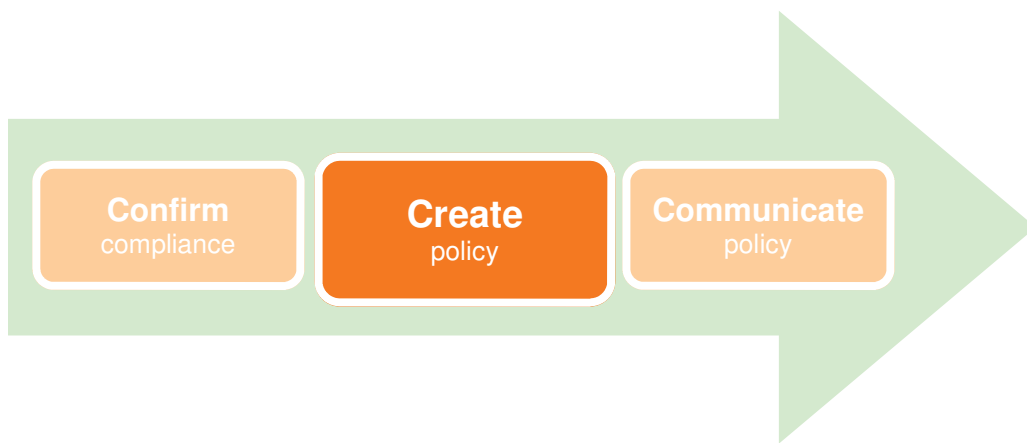 Confirm
compliance
Create
policy
Communicate
policy